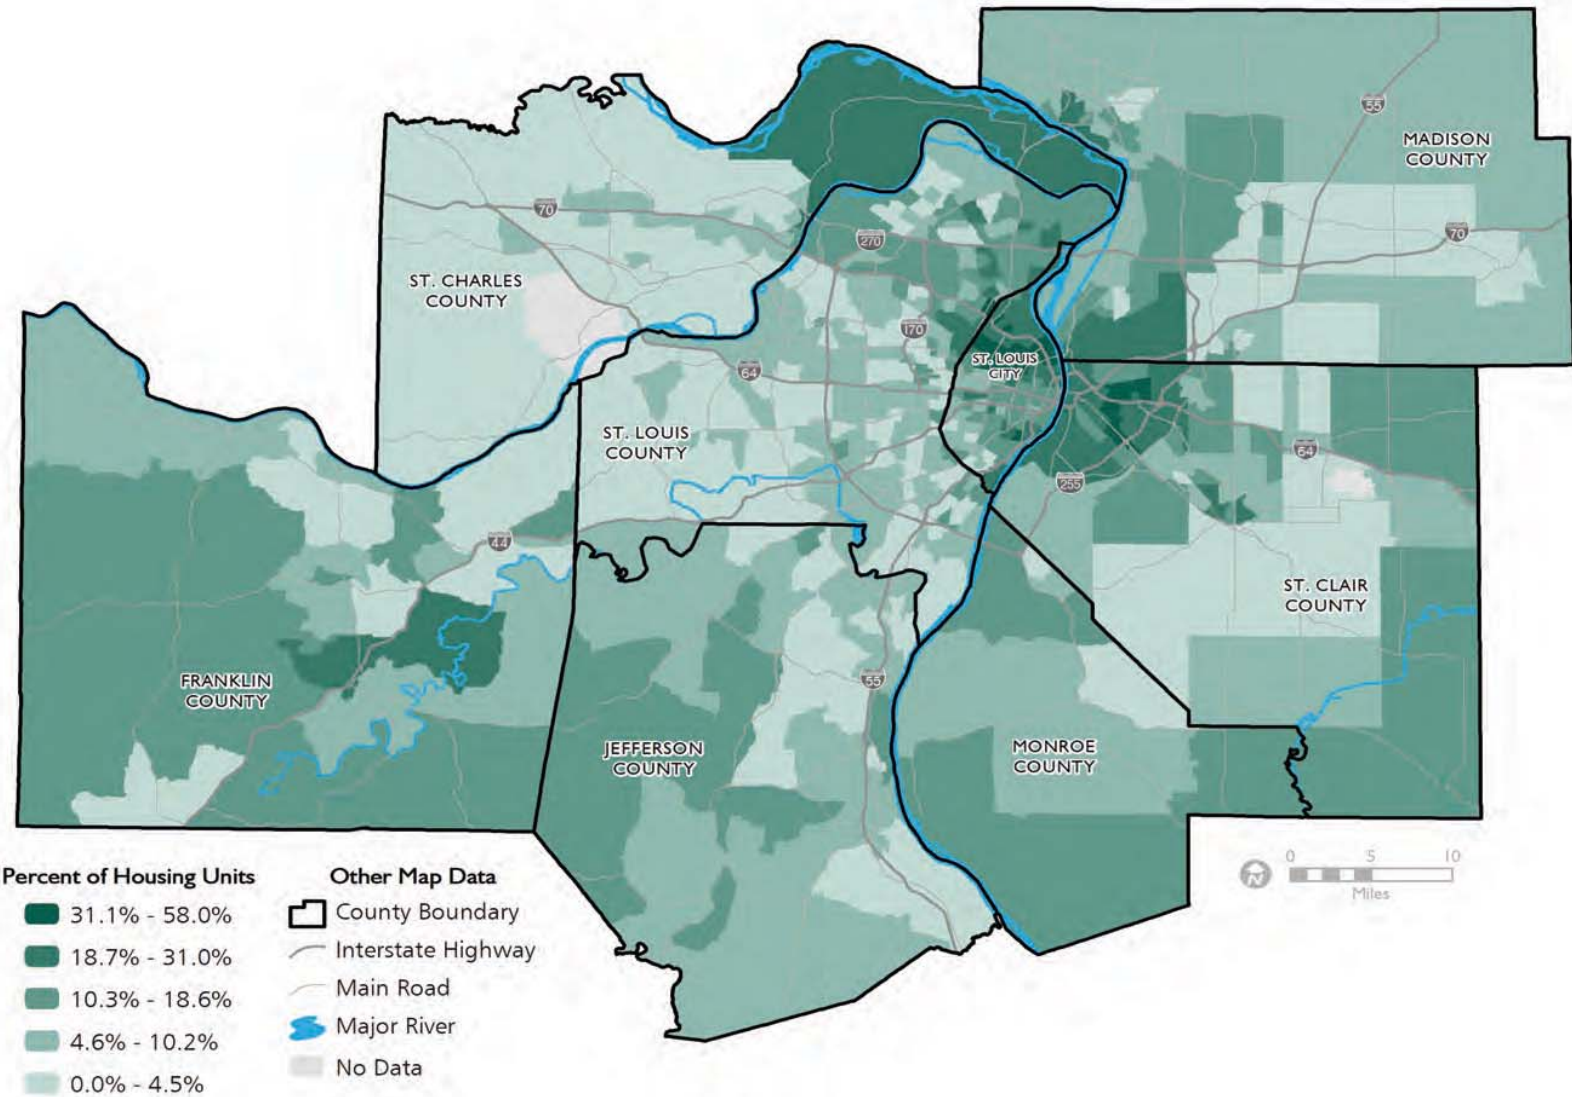 55
MADISON
COUNTY
70
70
270
ST. CHARLES
COUNTY
170
ST. LOUIS
CITY
64
ST. LOUIS
COUNTY
64
255
44
ST. CLAIR
COUNTY
FRANKLIN
COUNTY
55
JEFFERSON
COUNTY
MONROE
COUNTY
N
0 5 10
Miles
Percent of Housing Units
31.1% - 58.0%
18.7% - 31.0%
10.3% - 18.6%
4.6% - 10.2%
0.0% - 4.5%
Other Map Data
County Boundary
Interstate Highway
Main Road
Major River
No Data